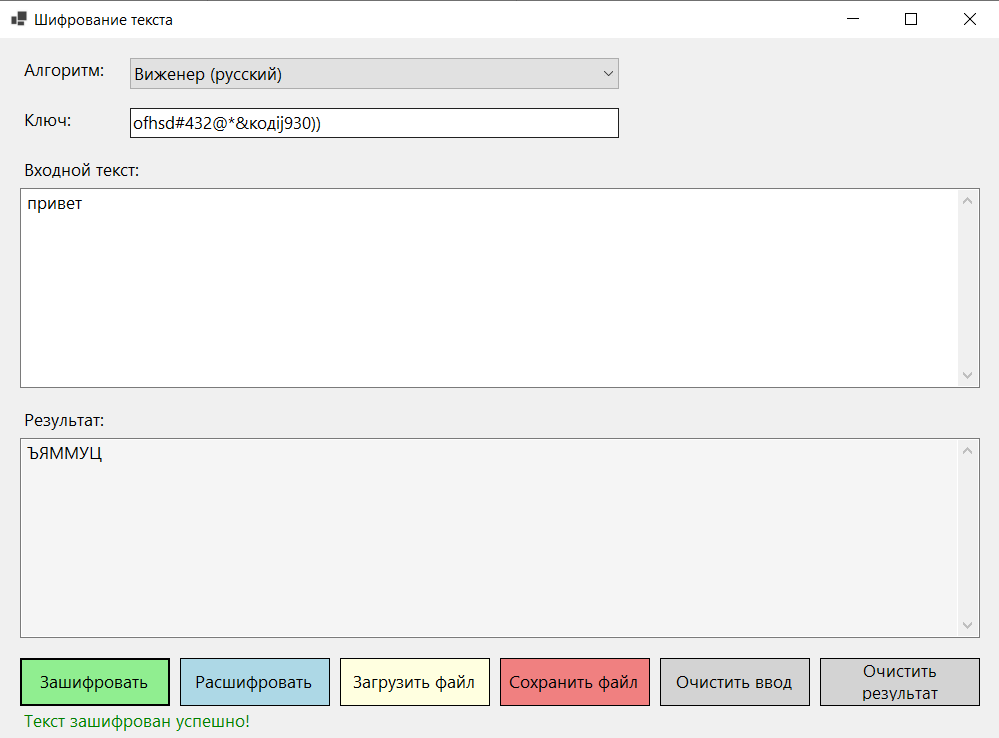 Шифрование текста
Алгоритм: Виженер (русский)
Ключ: ofhsd#432@*&кодij930))
Входной текст:
привет
Результат:
ЪЯММУЦ
Зашифровать Расшифровать Загрузить файл Сохранить файл Очистить ввод Очистить результат
Текст зашифрован успешно!